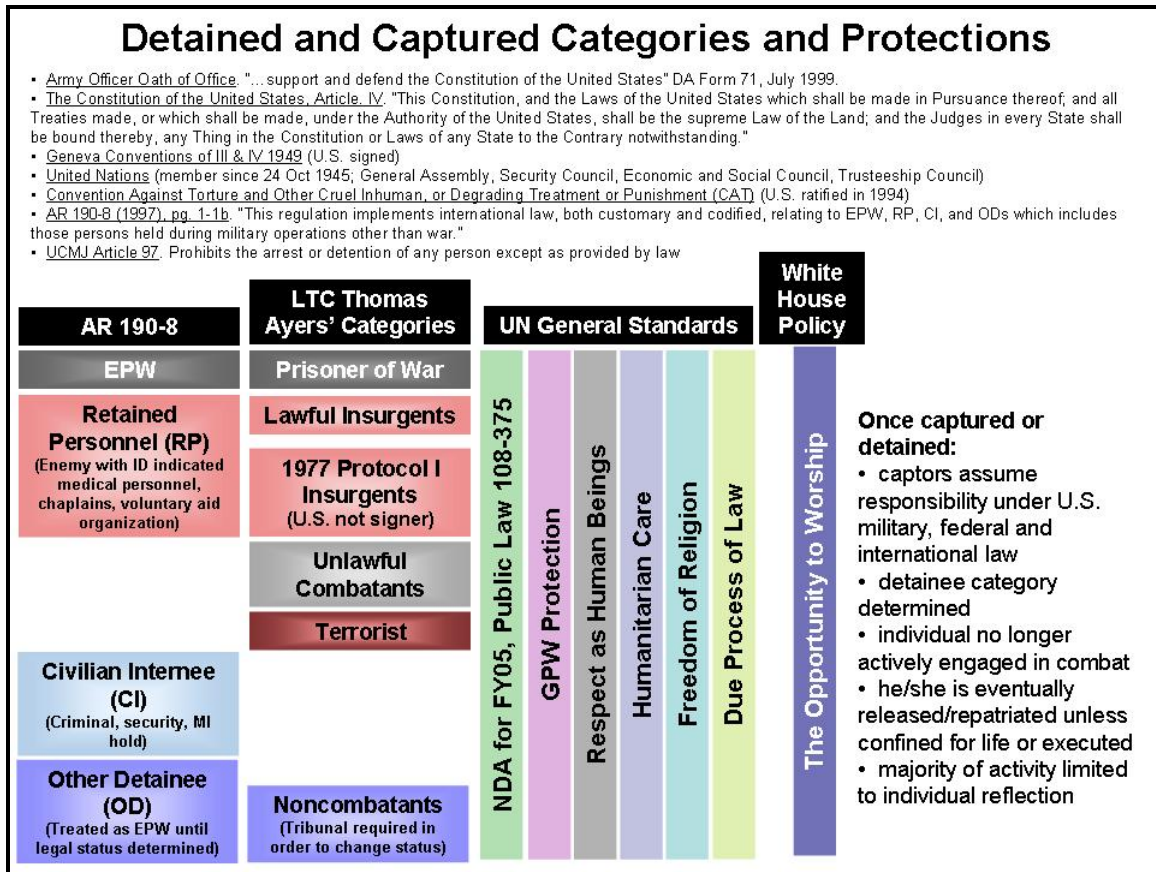 Detained and Captured Categories and Protections
• Army Officer Oath of Office. "...support and defend the Constitution of the United States" DA Form 71, July 1999.
• The Constitution of the United States, Article. IV. "This Constitution, and the Laws of the United States which shall be made in Pursuance thereof; and all
Treaties made, or which shall be made, under the Authority of the United States, shall be the supreme Law of the Land; and the Judges in every State shall
be bound thereby, any Thing in the Constitution or Laws of any State to the Contrary notwithstanding."
• Geneva Conventions of III & IV 1949 (U.S. signed)
• United Nations (member since 24 Oct 1945; General Assembly, Security Council, Economic and Social Council, Trusteeship Council)
• Convention Against Torture and Other Cruel Inhuman, or Degrading Treatment or Punishment (CAT) (U.S. ratified in 1994)
• AR 190-8 (1997), pg. 1-1b. "This regulation implements international law, both customary and codified, relating to EPW, RP, CI, and ODs which includes
those persons held during military operations other than war."
• UCMJ Article 97. Prohibits the arrest or detention of any person except as provided by law
AR 190-8
EPW
Retained
Personnel (RP)
(Enemy with ID indicated
medical personnel,
chaplains, voluntary aid
organization)
Civilian Internee
(CI)
(Criminal, security, MI
hold)
Other Detainee
(OD)
(Treated as EPW until
legal status determined)
LTC Thomas
Ayers' Categories
Prisoner of War
Lawful Insurgents
1977 Protocol I
Insurgents
(U.S. not signer)
Unlawful
Combatants
Terrorist
Noncombatants
(Tribunal required in
order to change status)
UN General Standards
NDA for FY05, Public Law 108-375
GPW Protection
Respect as Human Beings
Humanitarian Care
Freedom of Religion
Due Process of Law
White
House
Policy
The Opportunity to Worship
Once captured or
detained:
• captors assume
responsibility under U.S.
military, federal and
international law
• detainee category
determined
• individual no longer
actively engaged in combat
• he/she is eventually
released/repatriated unless
confined for life or executed
• majority of activity limited
to individual reflection